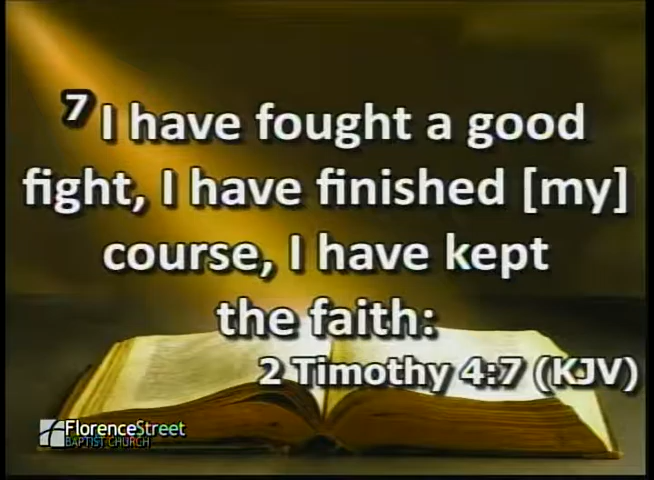 7 I have fought a good
fight, I have finished [my]
course, I have kept
the faith:
2 Timothy 4:7 (KJV)
FlorenceStreet
BAPTIST CHURCH